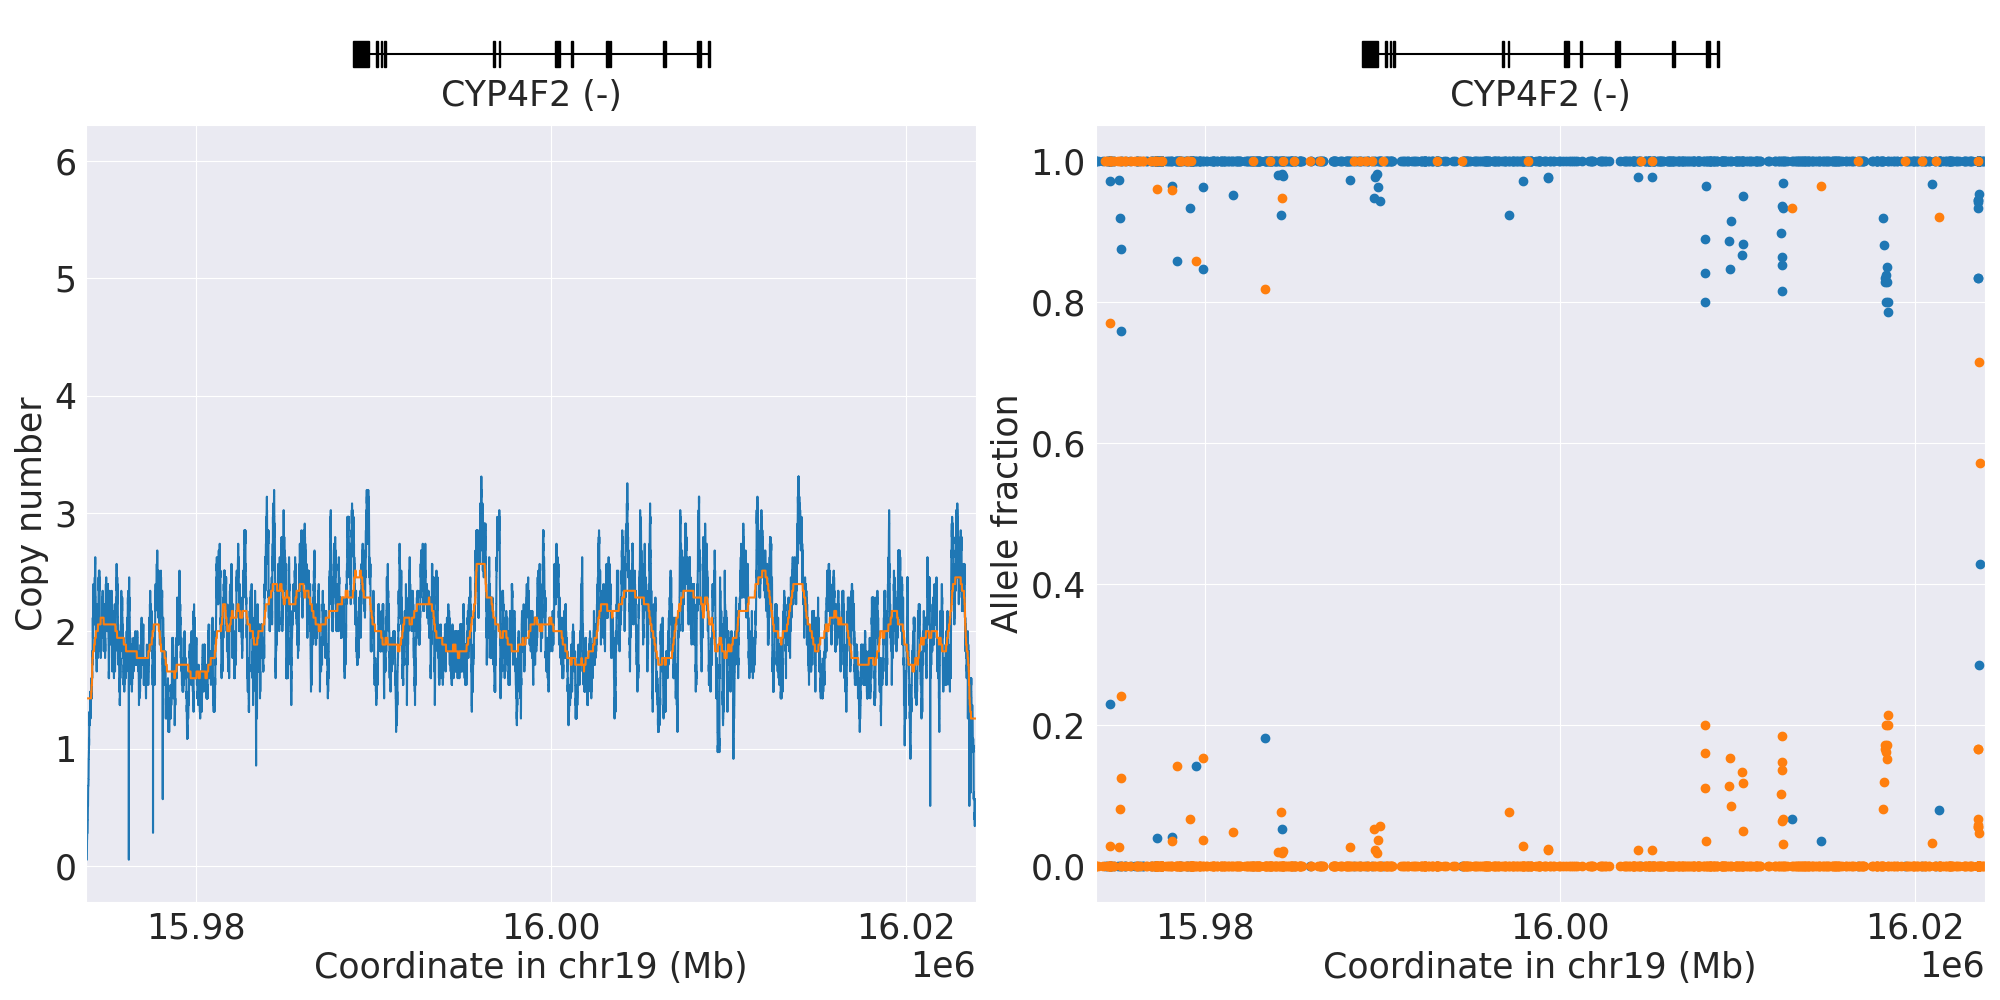 CYP4F2 (-)
6
5
4
3
2
1
0
Copy number
15.98
16.00
16.02
Coordinate in chr19 (Mb)
1e6
CYP4F2 (-)
1.0
0.8
0.6
0.4
0.2
0.0
Allele fraction
15.98
16.00
16.02
Coordinate in chr19 (Mb)
1e6